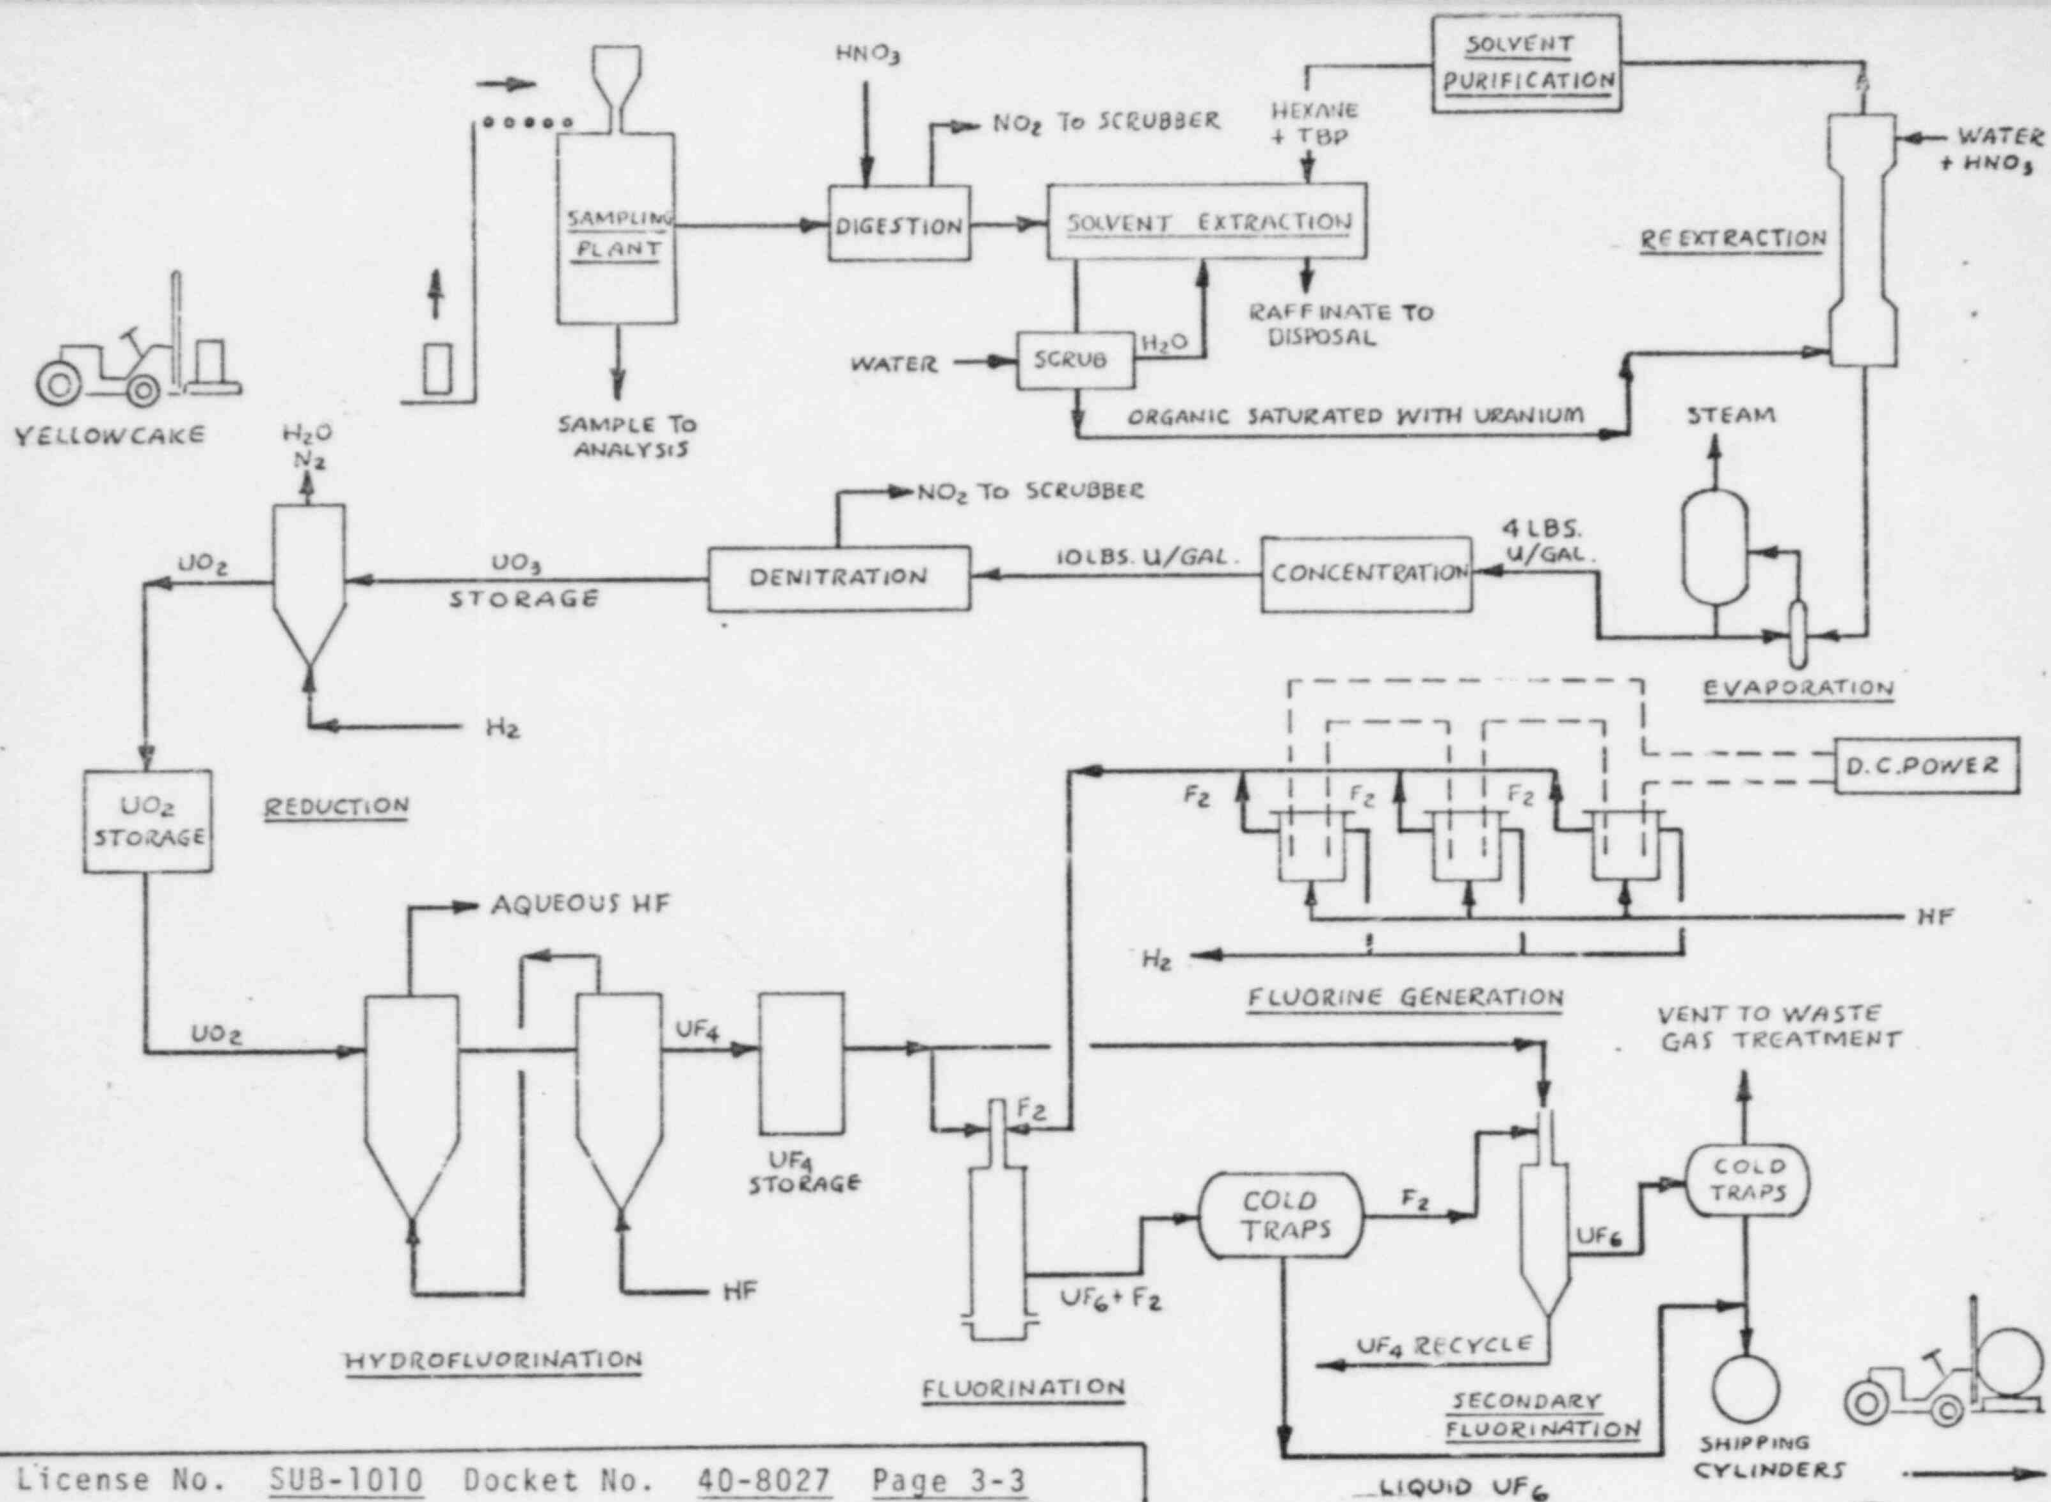 SOLVENT
PURIFICATION
HNO3
NO2 TO SCRUBBER
HEXANE
+ TBP
WATER
+ HNO3
SAMPLING
PLANT
DIGESTION
SOLVENT EXTRACTION
REEXTRACTION
RAFFINATE TO
DISPOSAL
WATER
SCRUB
H2O
YELLOWCAKE
SAMPLE TO
ANALYSIS
ORGANIC SATURATED WITH URANIUM
STEAM
H2O
N2
NO2 TO SCRUBBER
UO2
UO3
STORAGE
DENITRATION
10 LBS. U/GAL.
CONCENTRATION
4 LBS.
U/GAL.
EVAPORATION
H2
REDUCTION
UO2
STORAGE
D.C. POWER
F2
F2
F2
HF
H2
FLUORINE GENERATION
AQUEOUS HF
UO2
UF4
UF4
STORAGE
HF
HYDROFLUORINATION
F2
UF6 + F2
FLUORINATION
COLD
TRAPS
F2
UF6
UF4 RECYCLE
SECONDARY
FLUORINATION
VENT TO WASTE
GAS TREATMENT
COLD
TRAPS
SHIPPING
CYLINDERS
LIQUID UF6
License No. SUB-1010 Docket No. 40-8027 Page 3-3